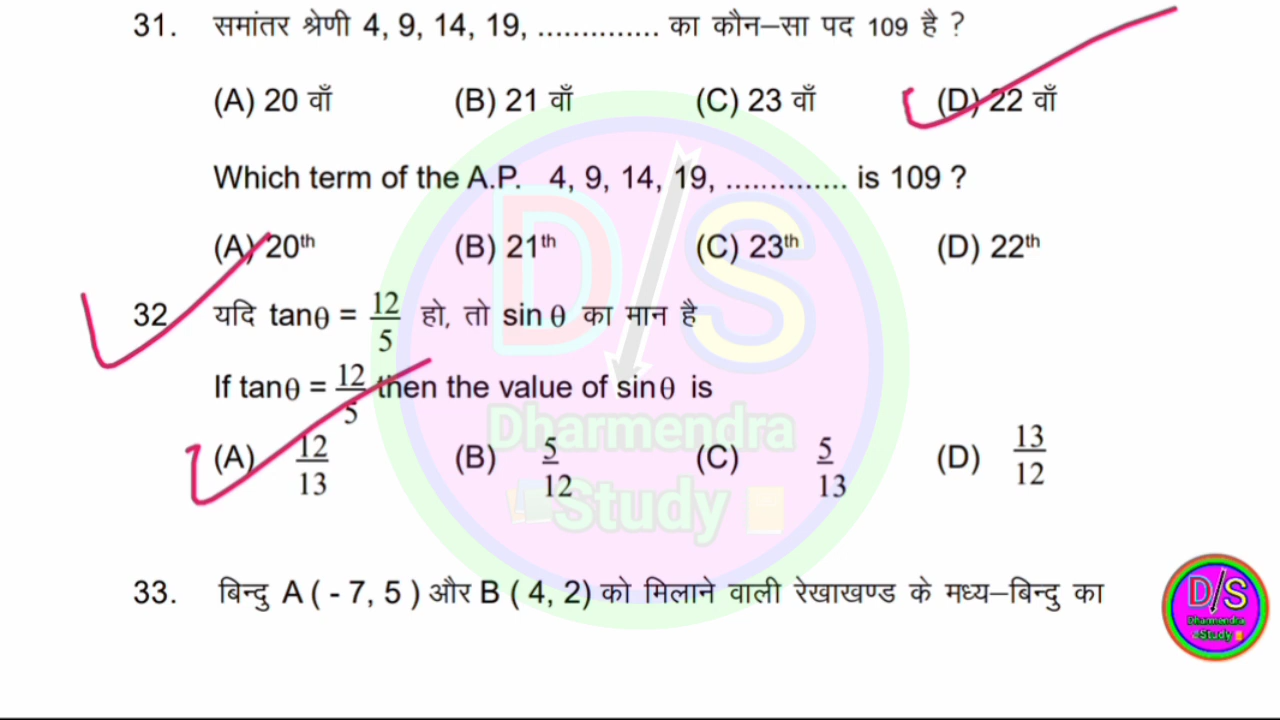 31. समांतर श्रेणी 4, 9, 14, 19, .............. का कौन–सा पद 109 है ?
(A) 20 वाँ (B) 21 वाँ (C) 23 वाँ (D) 22 वाँ
Which term of the A.P. 4, 9, 14, 19, .............. is 109 ?
(A) 20th (B) 21th (C) 23th (D) 22th
32 यदि tanθ = 12/5 हो, तो sin θ का मान है
If tanθ = 12/5 then the value of sinθ is
(A) 12/13 (B) 5/12 (C) 5/13 (D) 13/12
33. बिन्दु A ( - 7, 5 ) और B ( 4, 2) को मिलाने वाली रेखाखण्ड के मध्य–बिन्दु का
D/S
Dharmendra
Study
D/S
Dharmendra
Study